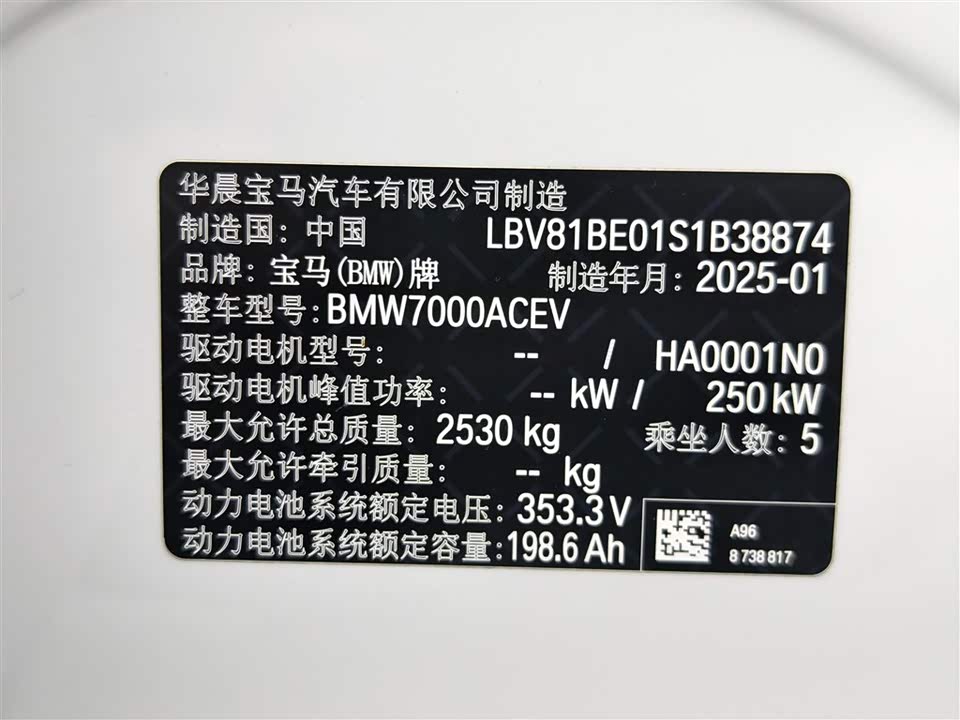 华晨宝马汽车有限公司制造
制造国：中国 LBV81BE01S1B38874
品牌：宝马(BMW)牌 制造年月：2025-01
整车型号：BMW7000ACEV
驱动电机型号： -- / HA0001N0
驱动电机峰值功率： -- kW / 250 kW
最大允许总质量：2530 kg 乘坐人数：5
最大允许牵引质量： -- kg
动力电池系统额定电压：353.3 V
动力电池系统额定容量：198.6 Ah
A96
8 738 817